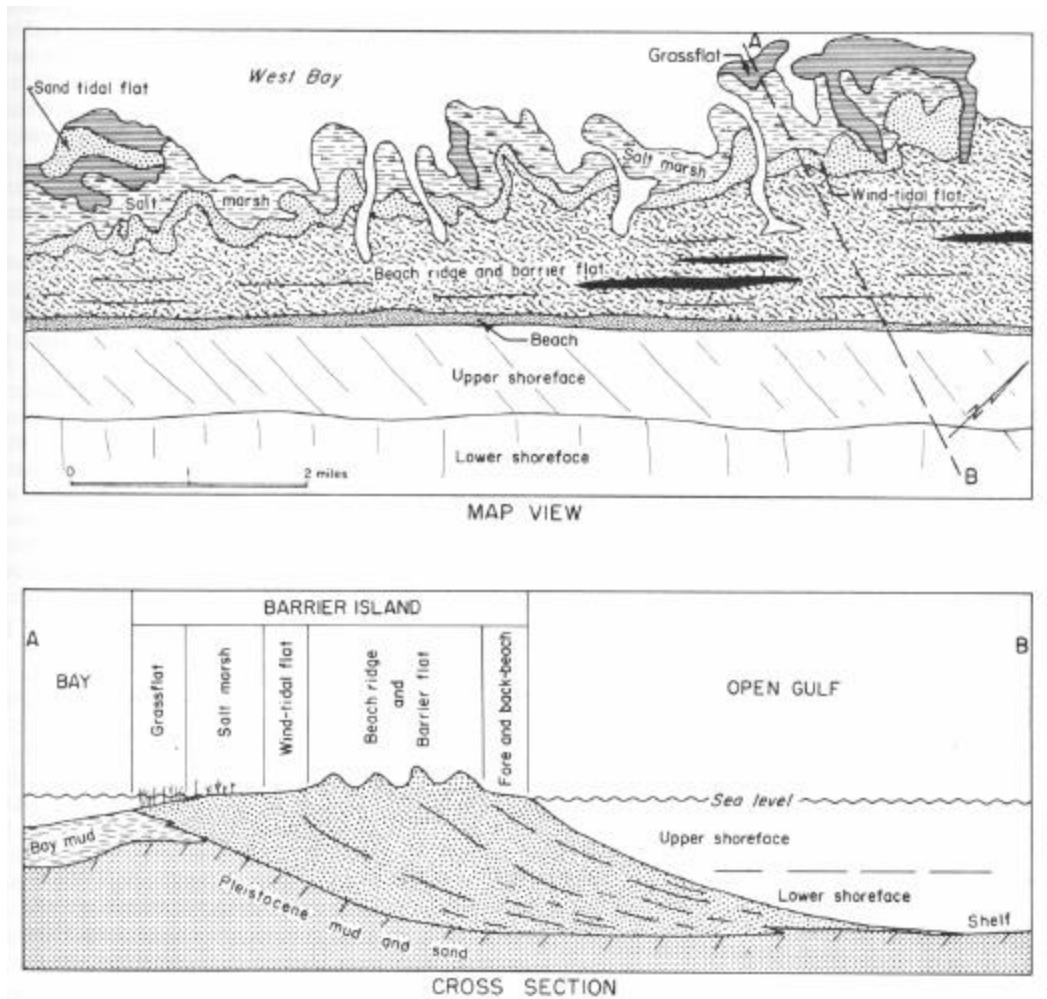 A
Grassflat
West Bay
Sand tidal flat
Salt marsh
Salt marsh
Wind-tidal flat
Beach ridge and barrier flat
Beach
Upper shoreface
Lower shoreface
0 1 2 miles
B
N
MAP VIEW
BARRIER ISLAND
A
B
BAY
Grassflat
Salt marsh
Wind-tidal flat
Beach ridge
and
Barrier flat
Fore and back-beach
OPEN GULF
Sea level
Upper shoreface
Bay mud
Lower shoreface
Shelf
Pleistocene mud and sand
CROSS SECTION